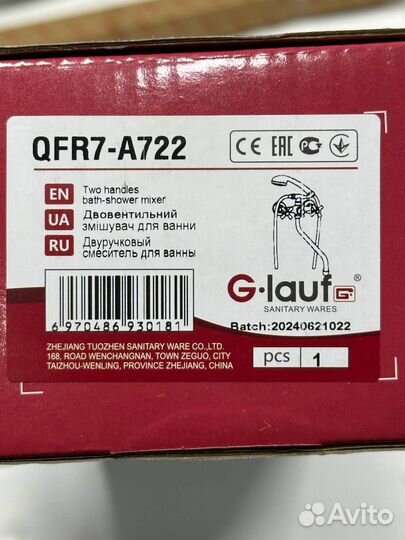 QFR7-A722
CE EAC
EN Two handles
bath-shower mixer
UA Двовентильний
змішувач для ванни
RU Двуручковый
смеситель для ванны
6 970486 930181
G·lauf G ®
SANITARY WARES
Batch:20240621022
ZHEJIANG TUOZHEN SANITARY WARE CO.,LTD.
168, ROAD WENCHANGNAN, TOWN ZEGUO, CITY
TAIZHOU-WENLING, PROVINCE ZHEJIANG, CHINA
pcs 1
Avito